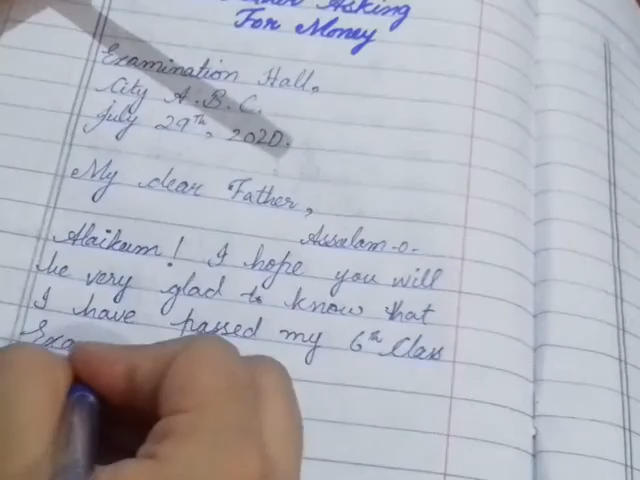 Asking
For Money
Examination Hall,
City A.B.C.
July 29th, 2020.
My dear Father,
Assalam-o-
Alaikum! I hope you will
be very glad to know that
I have passed my 6th Class
Exa